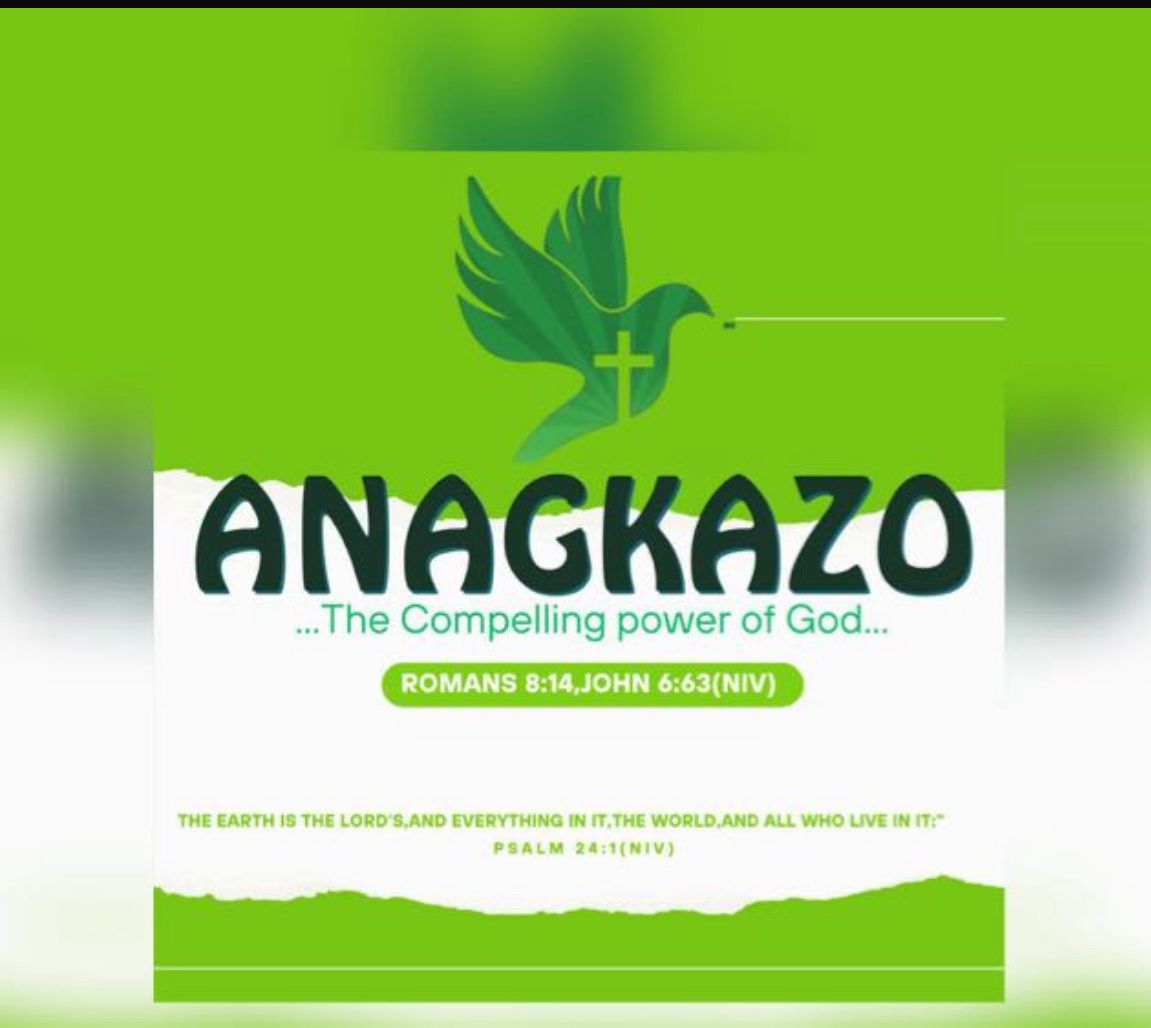 ANAGKAZO
...The Compelling power of God...
ROMANS 8:14,JOHN 6:63(NIV)
THE EARTH IS THE LORD'S,AND EVERYTHING IN IT,THE WORLD,AND ALL WHO LIVE IN IT:"
PSALM 24:1(NIV)